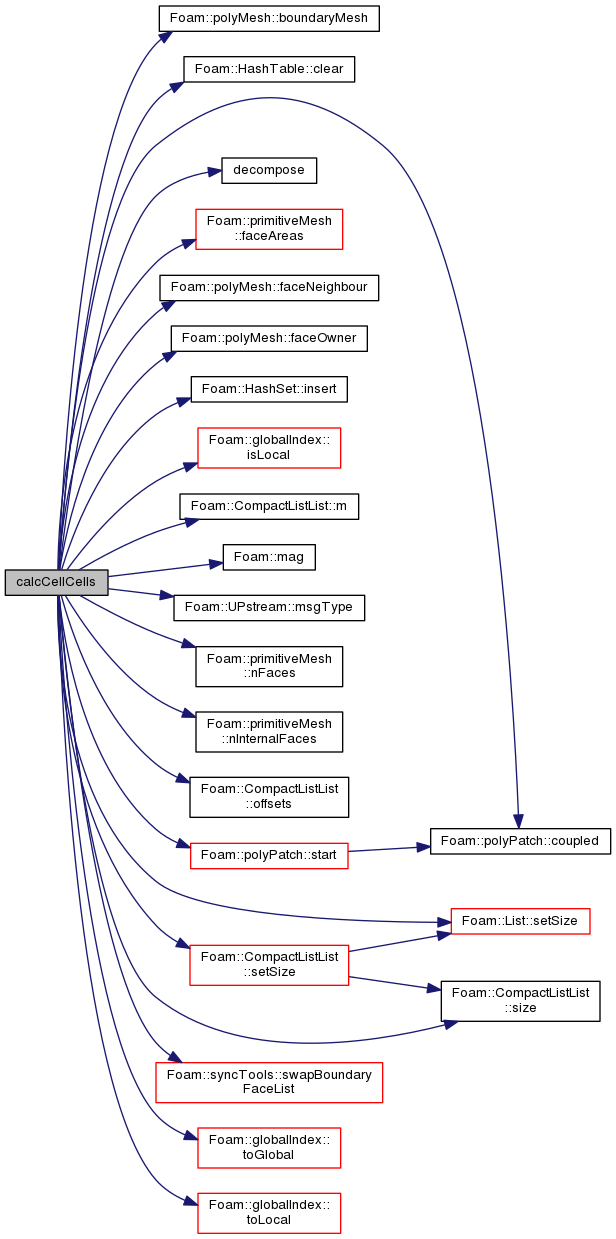 Foam::polyMesh::boundaryMesh
Foam::HashTable::clear
decompose
Foam::primitiveMesh
::faceAreas
Foam::polyMesh::faceNeighbour
Foam::polyMesh::faceOwner
Foam::HashSet::insert
Foam::globalIndex::
isLocal
Foam::CompactListList::m
Foam::mag
calcCellCells
Foam::UPstream::msgType
Foam::primitiveMesh
::nFaces
Foam::primitiveMesh
::nInternalFaces
Foam::CompactListList
::offsets
Foam::polyPatch::coupled
Foam::polyPatch::start
Foam::List::setSize
Foam::CompactListList
::setSize
Foam::CompactListList
::size
Foam::syncTools::swapBoundary
FaceList
Foam::globalIndex::
toGlobal
Foam::globalIndex::
toLocal